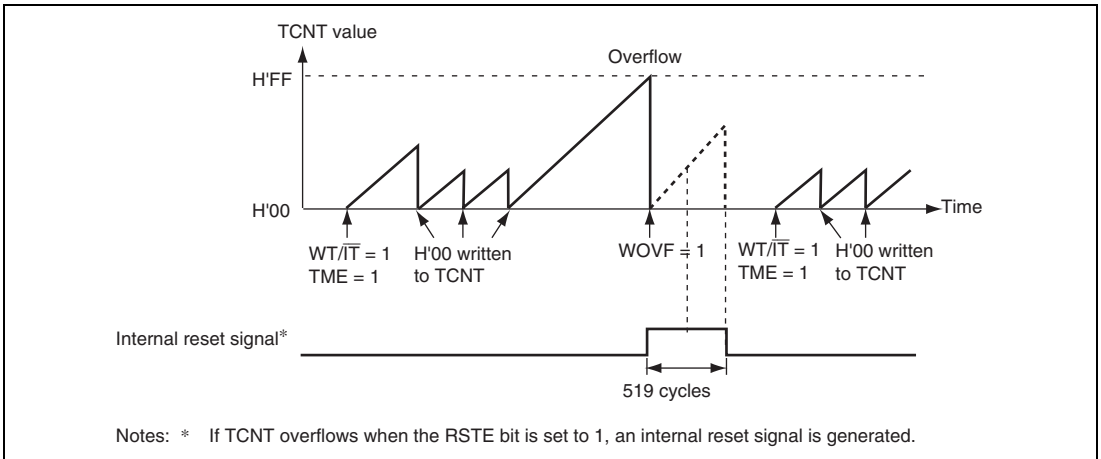 TCNT value
Overflow
H'FF
H'00
Time
WT/IT = 1
TME = 1
H'00 written
to TCNT
WOVF = 1
WT/IT = 1
TME = 1
H'00 written
to TCNT
Internal reset signal*
519 cycles
Notes: * If TCNT overflows when the RSTE bit is set to 1, an internal reset signal is generated.